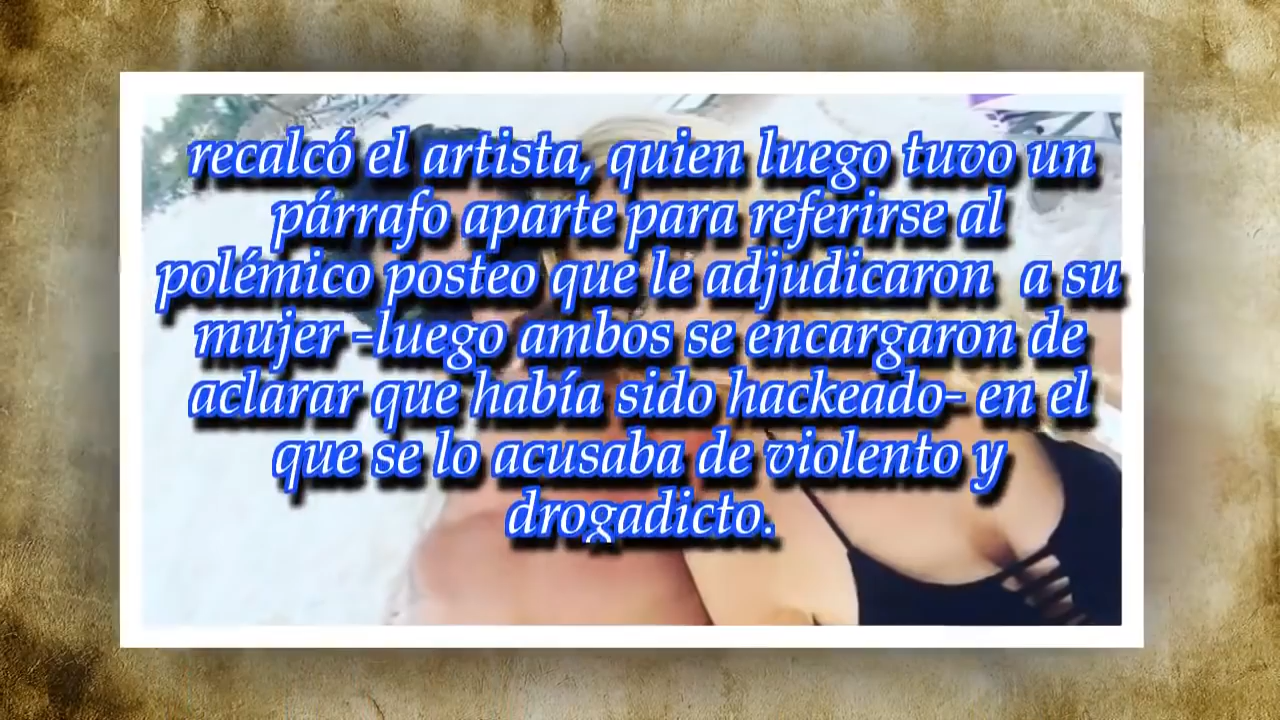 recalcó el artista, quien luego tuvo un
párrafo aparte para referirse al
polémico posteo que le adjudicaron  a su
mujer -luego ambos se encargaron de
aclarar que había sido hackeado- en el
que se lo acusaba de violento y
drogadicto.